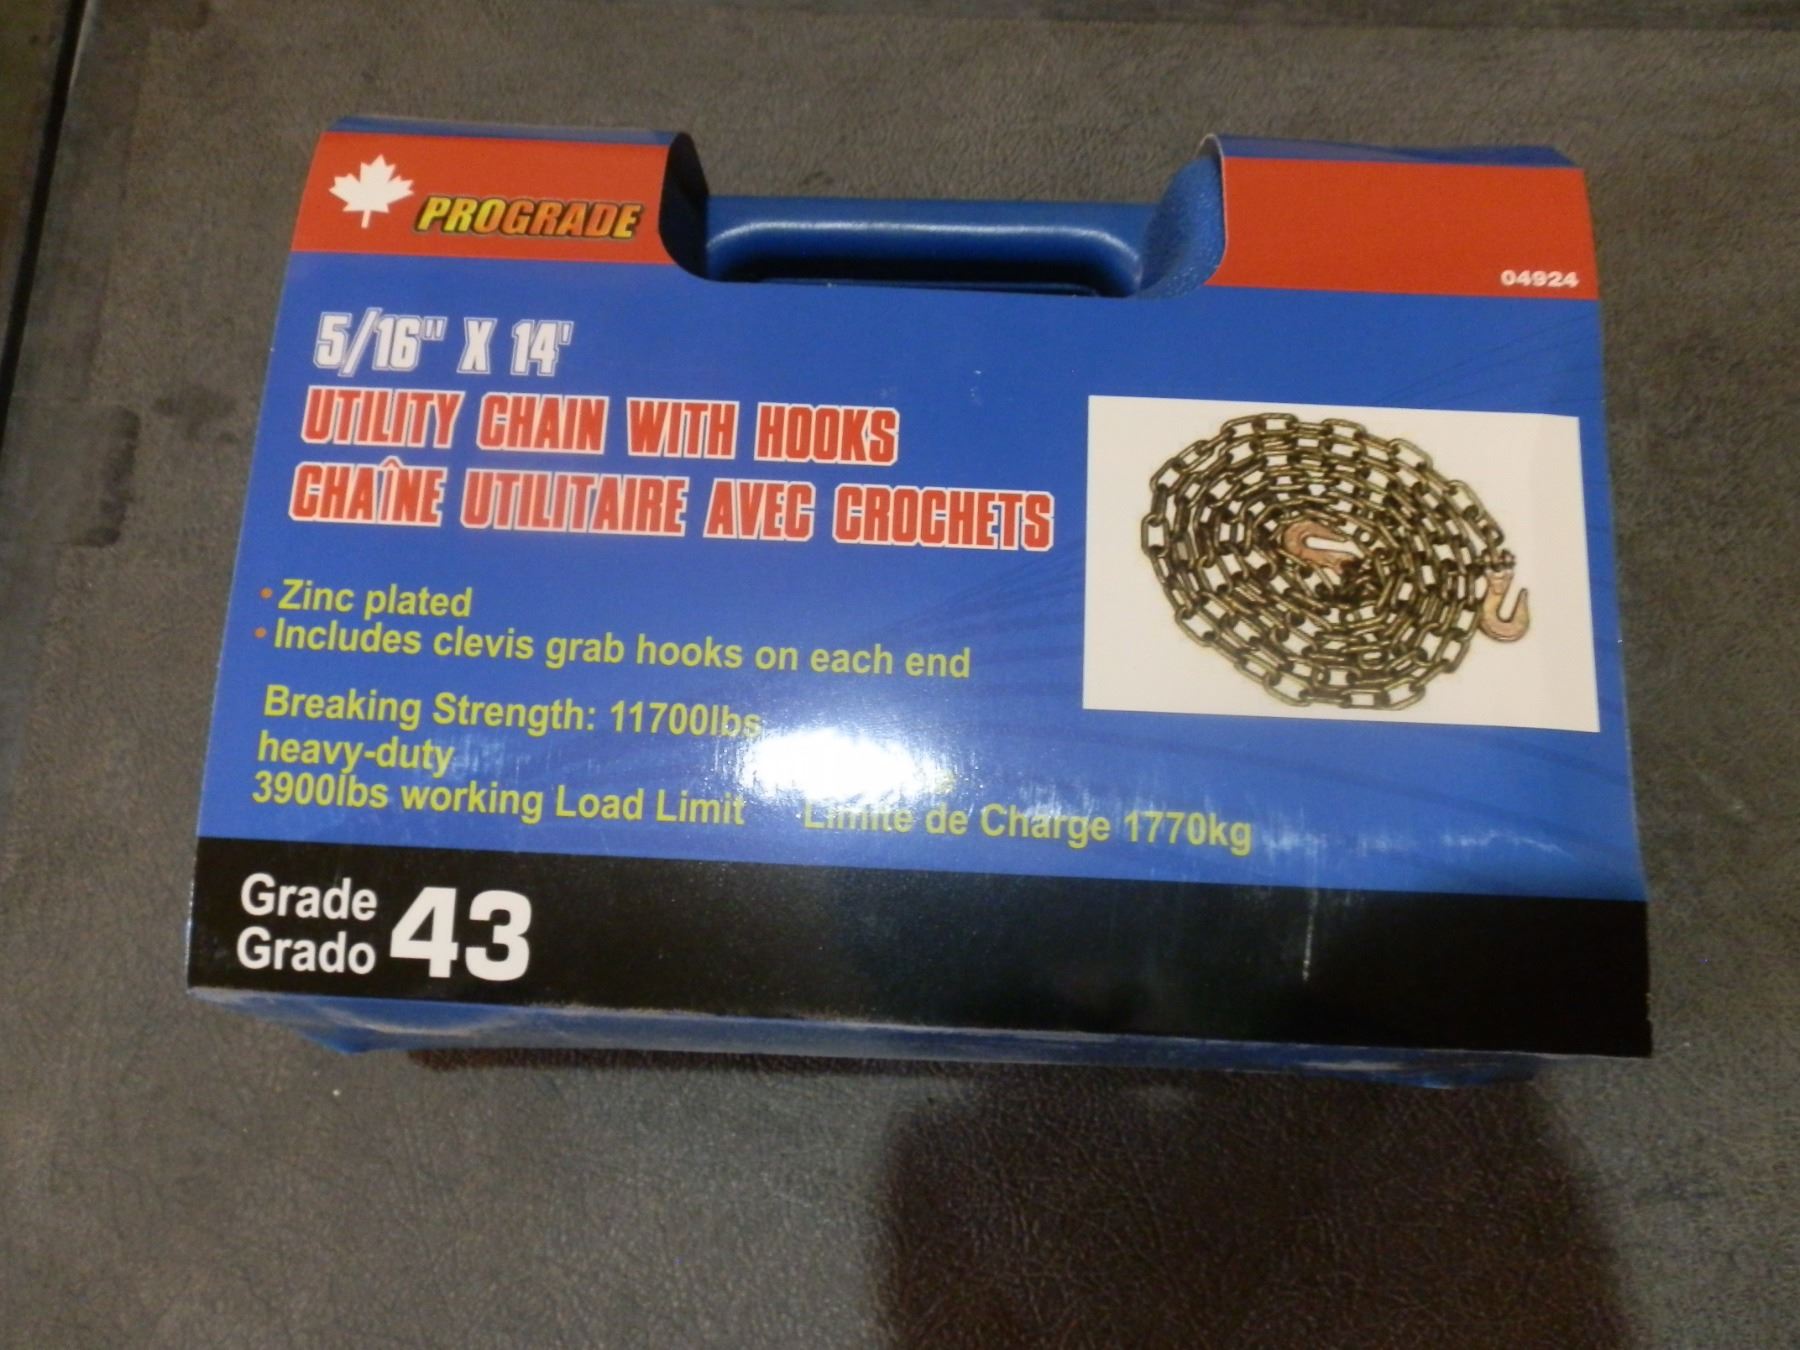 PROGRADE
04924
5/16" X 14'
UTILITY CHAIN WITH HOOKS
CHAÎNE UTILITAIRE AVEC CROCHETS
•Zinc plated
•Includes clevis grab hooks on each end
Breaking Strength: 11700lbs
heavy-duty
3900lbs working Load Limit Limite de Charge 1770kg
Grade
Grado
43